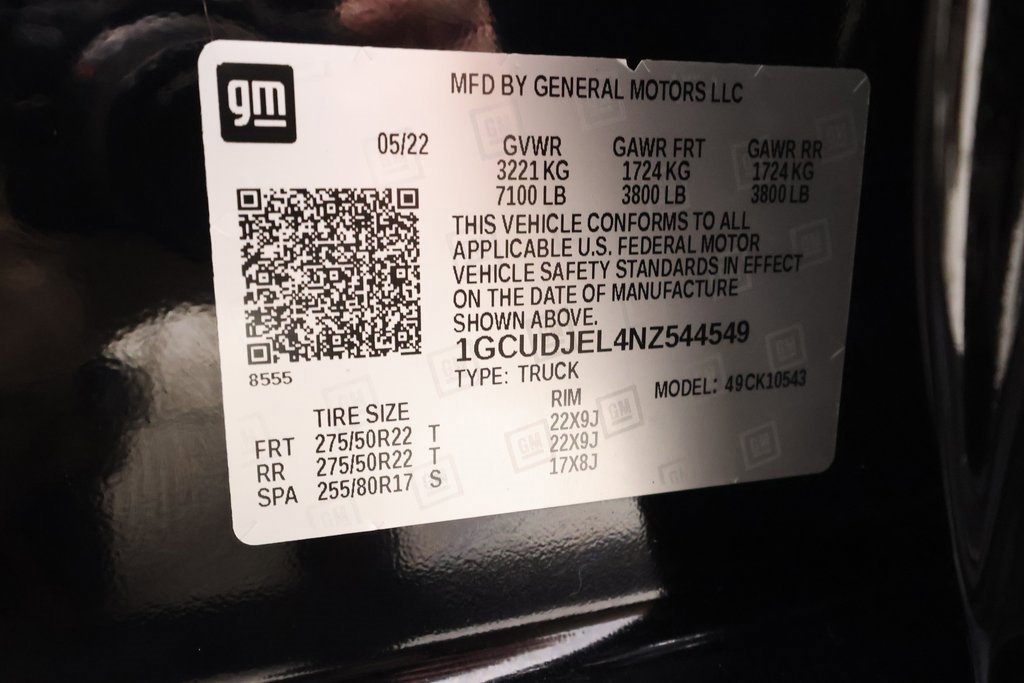 gm
MFD BY GENERAL MOTORS LLC
05/22 GVWR GAWR FRT GAWR RR
3221 KG 1724 KG 1724 KG
7100 LB 3800 LB 3800 LB
THIS VEHICLE CONFORMS TO ALL
APPLICABLE U.S. FEDERAL MOTOR
VEHICLE SAFETY STANDARDS IN EFFECT
ON THE DATE OF MANUFACTURE
SHOWN ABOVE.
1GCUDJEL4NZ544549
8555
TYPE: TRUCK MODEL: 49CK10543
TIRE SIZE RIM
FRT 275/50R22 T 22X9J
RR 275/50R22 T 22X9J
SPA 255/80R17 S 17X8J
GM
GM